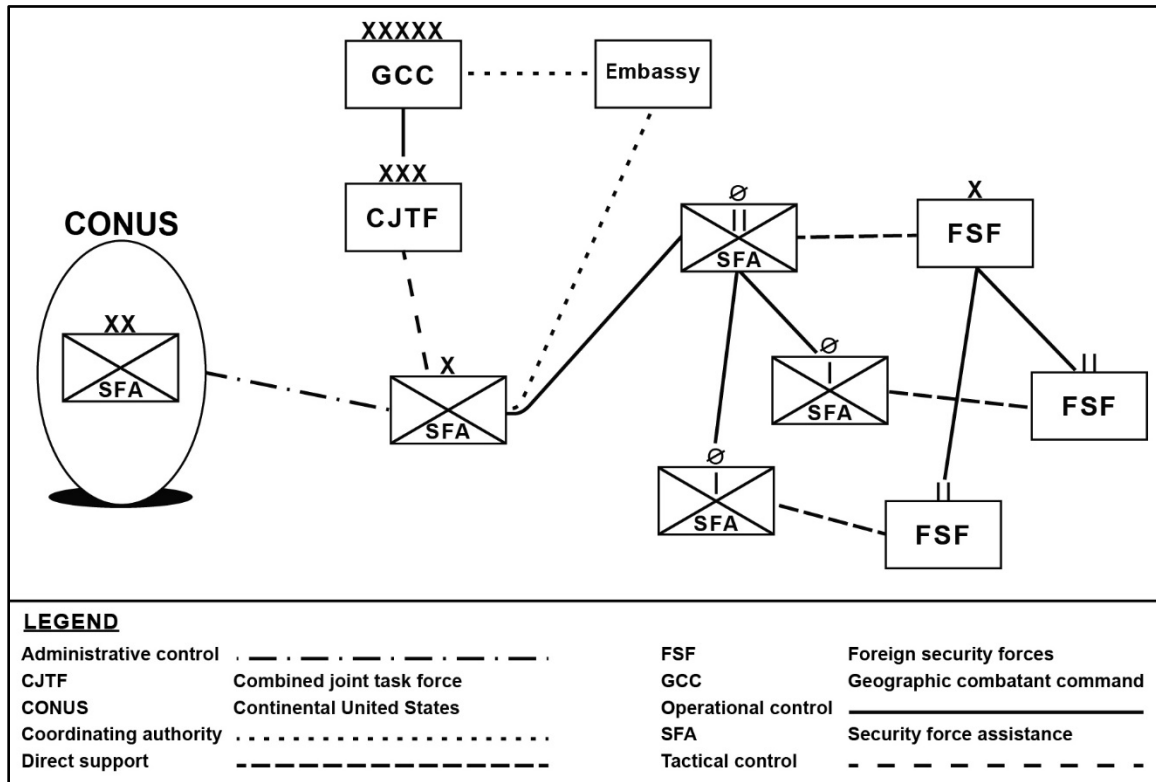 XXXXX
GCC
Embassy
XXX
CJTF
CONUS
XX
SFA
X
SFA
Ø
II
SFA
X
FSF
Ø
I
SFA
II
FSF
Ø
I
SFA
II
FSF
LEGEND
Administrative control
CJTF Combined joint task force
CONUS Continental United States
Coordinating authority
Direct support
FSF Foreign security forces
GCC Geographic combatant command
Operational control
SFA Security force assistance
Tactical control